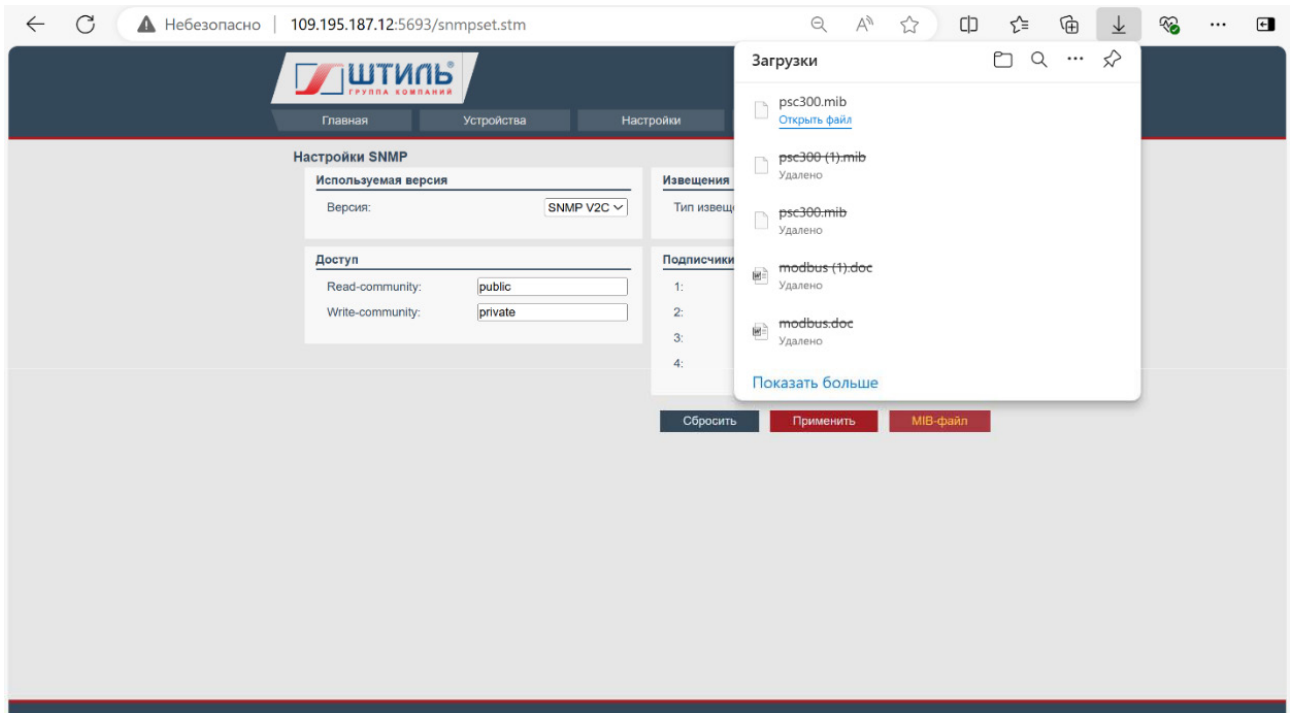 Небезопасно 109.195.187.12:5693/snmpset.stm
ШТИЛЬ
ГРУППА КОМПАНИЙ
Главная Устройства Настройки
Настройки SNMP
Используемая версия
Версия: SNMP V2C
Доступ
Read-community: public
Write-community: private
Извещения
Тип извещ
Подписчики
1:
2:
3:
4:
Сбросить Применить MIB-файл
Загрузки
psc300.mib
Открыть файл
psc300 (1).mib
Удалено
psc300.mib
Удалено
modbus (1).doc
Удалено
modbus.doc
Удалено
Показать больше